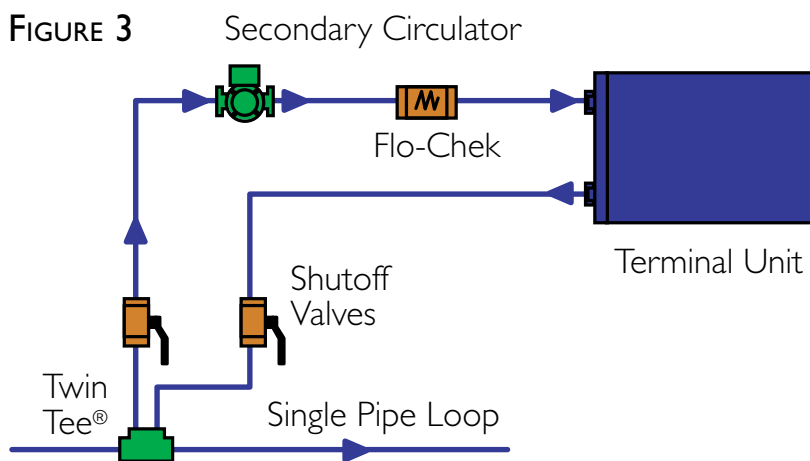 FIGURE 3
Secondary Circulator
Flo-Chek
Terminal Unit
Shutoff
Valves
Twin
Tee®
Single Pipe Loop